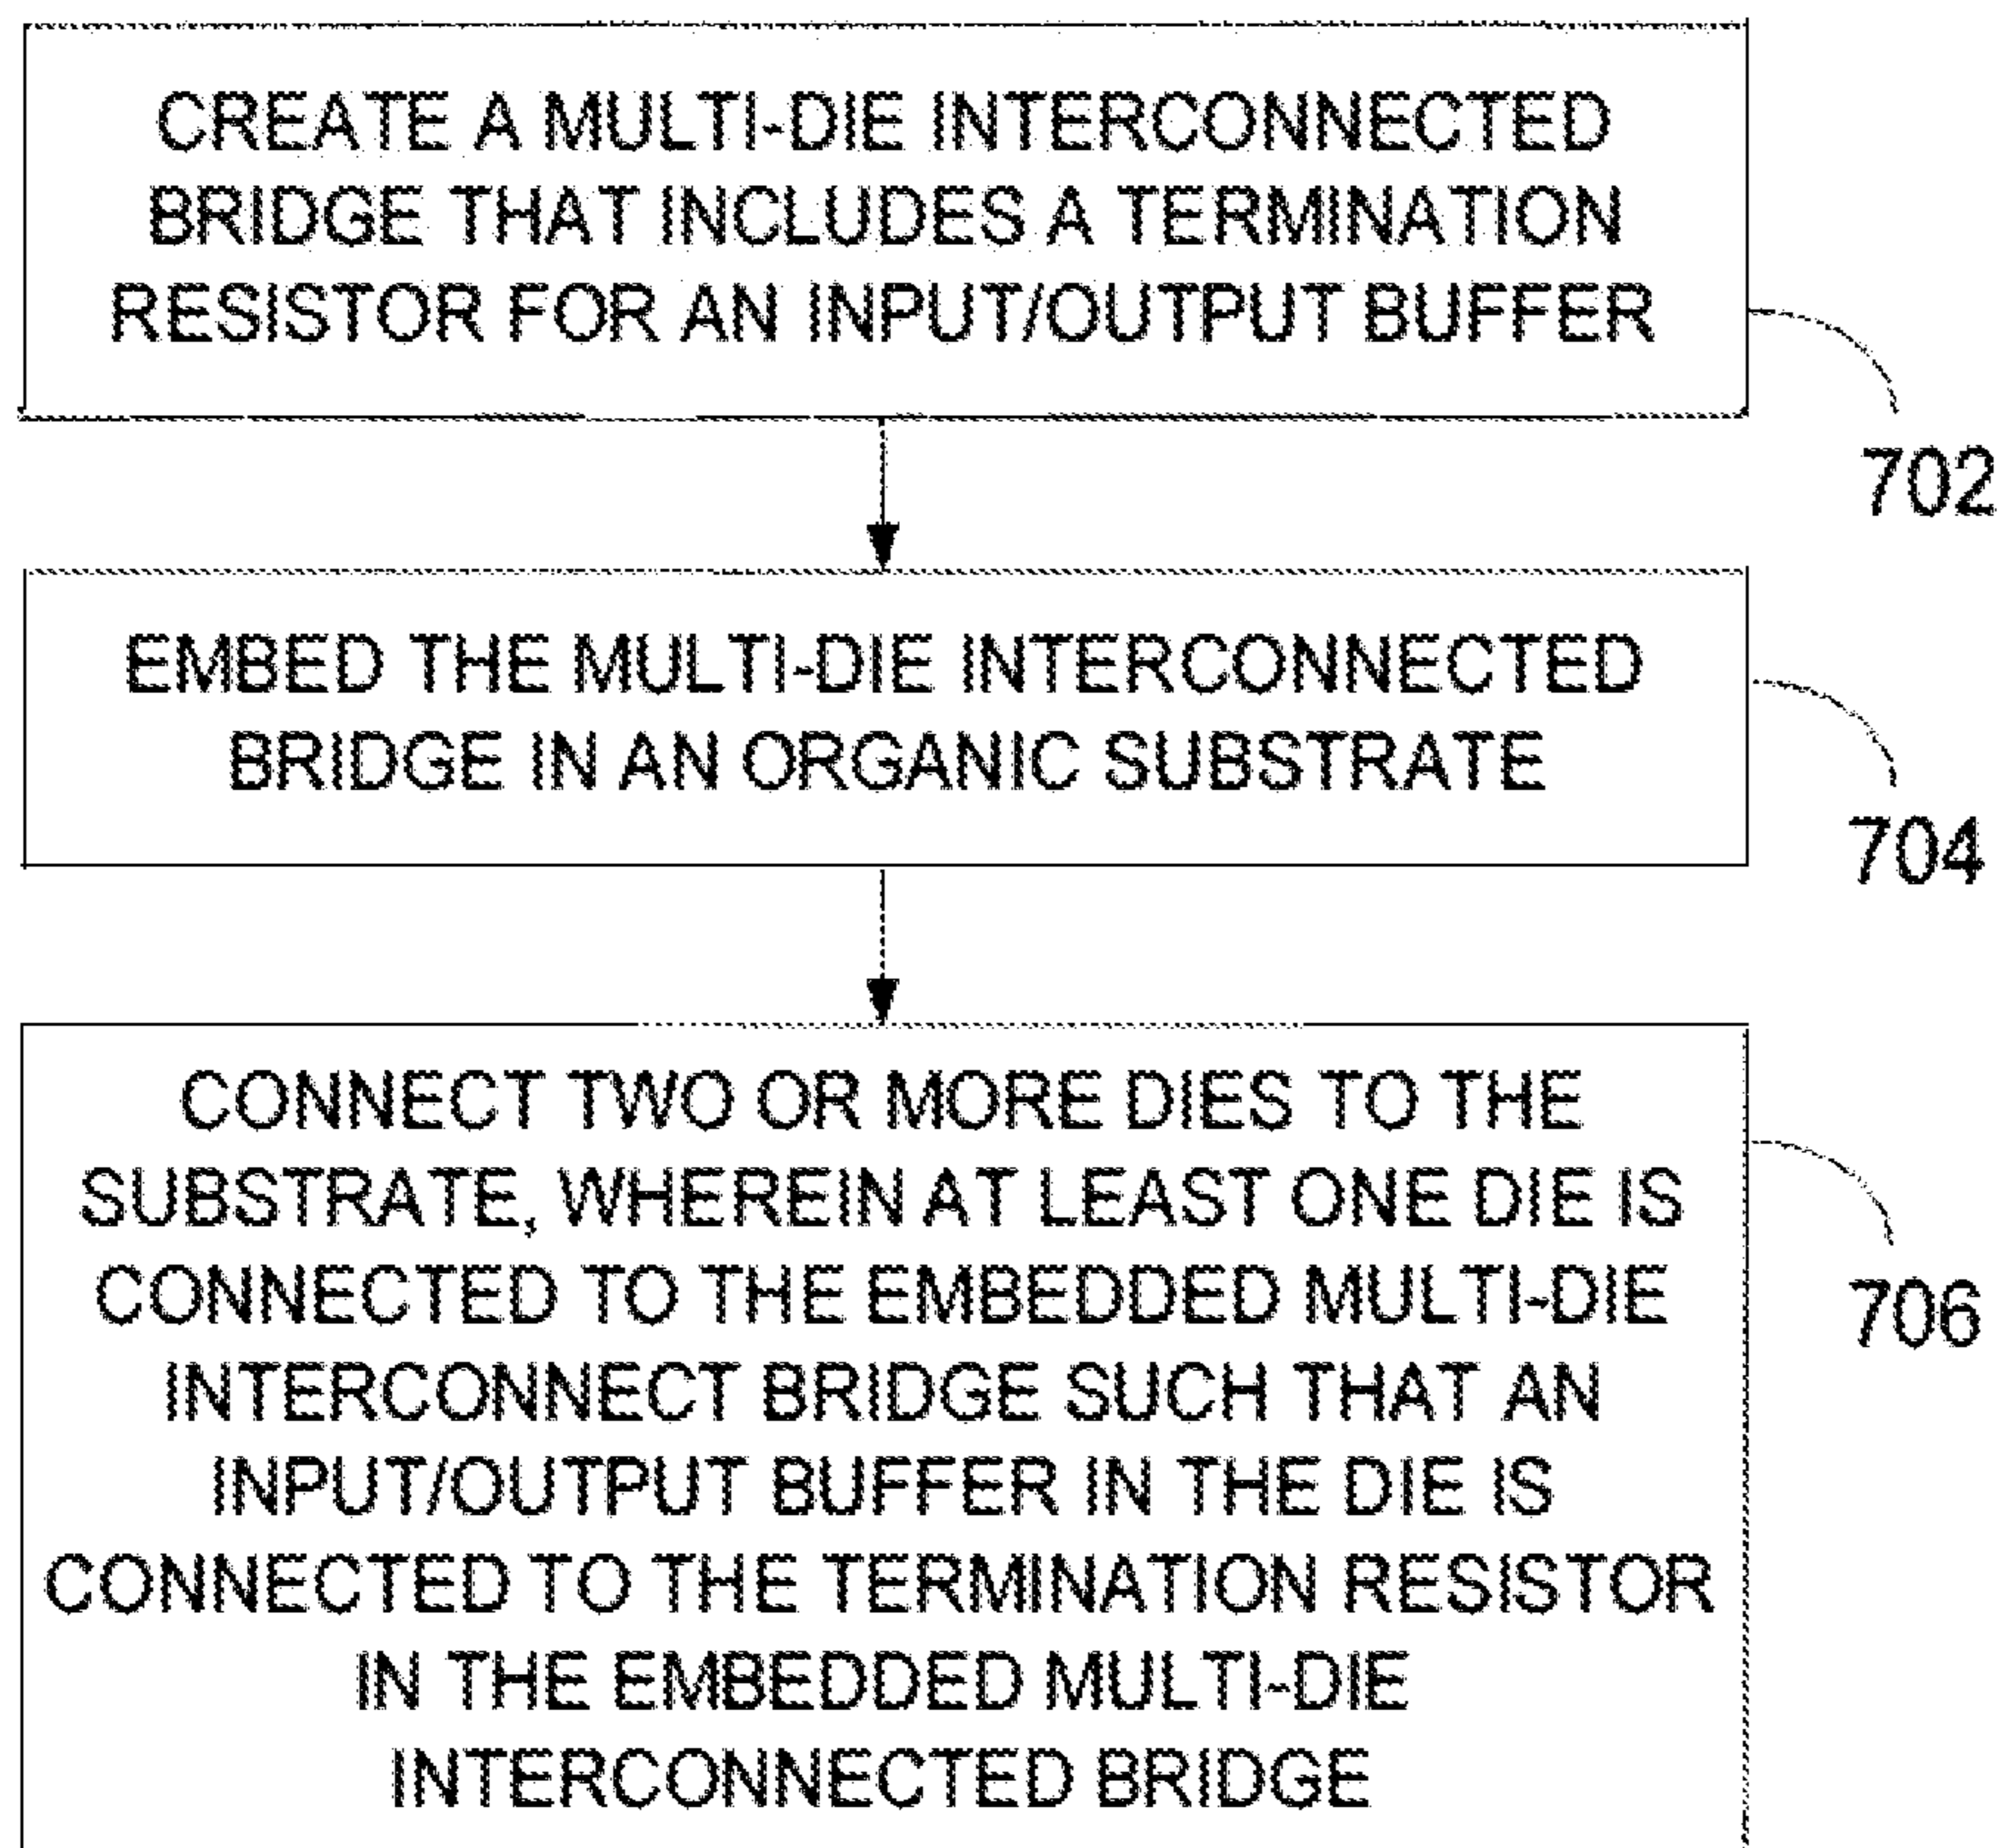 CREATE A MULTI-DIE INTERCONNECTED
BRIDGE THAT INCLUDES A TERMINATION
RESISTOR FOR AN INPUT/OUTPUT BUFFER
702
EMBED THE MULTI-DIE INTERCONNECTED
BRIDGE IN AN ORGANIC SUBSTRATE
704
CONNECT TWO OR MORE DIES TO THE
SUBSTRATE, WHEREIN AT LEAST ONE DIE IS
CONNECTED TO THE EMBEDDED MULTI-DIE
INTERCONNECT BRIDGE SUCH THAT AN
INPUT/OUTPUT BUFFER IN THE DIE IS
CONNECTED TO THE TERMINATION RESISTOR
IN THE EMBEDDED MULTI-DIE
INTERCONNECTED BRIDGE
706